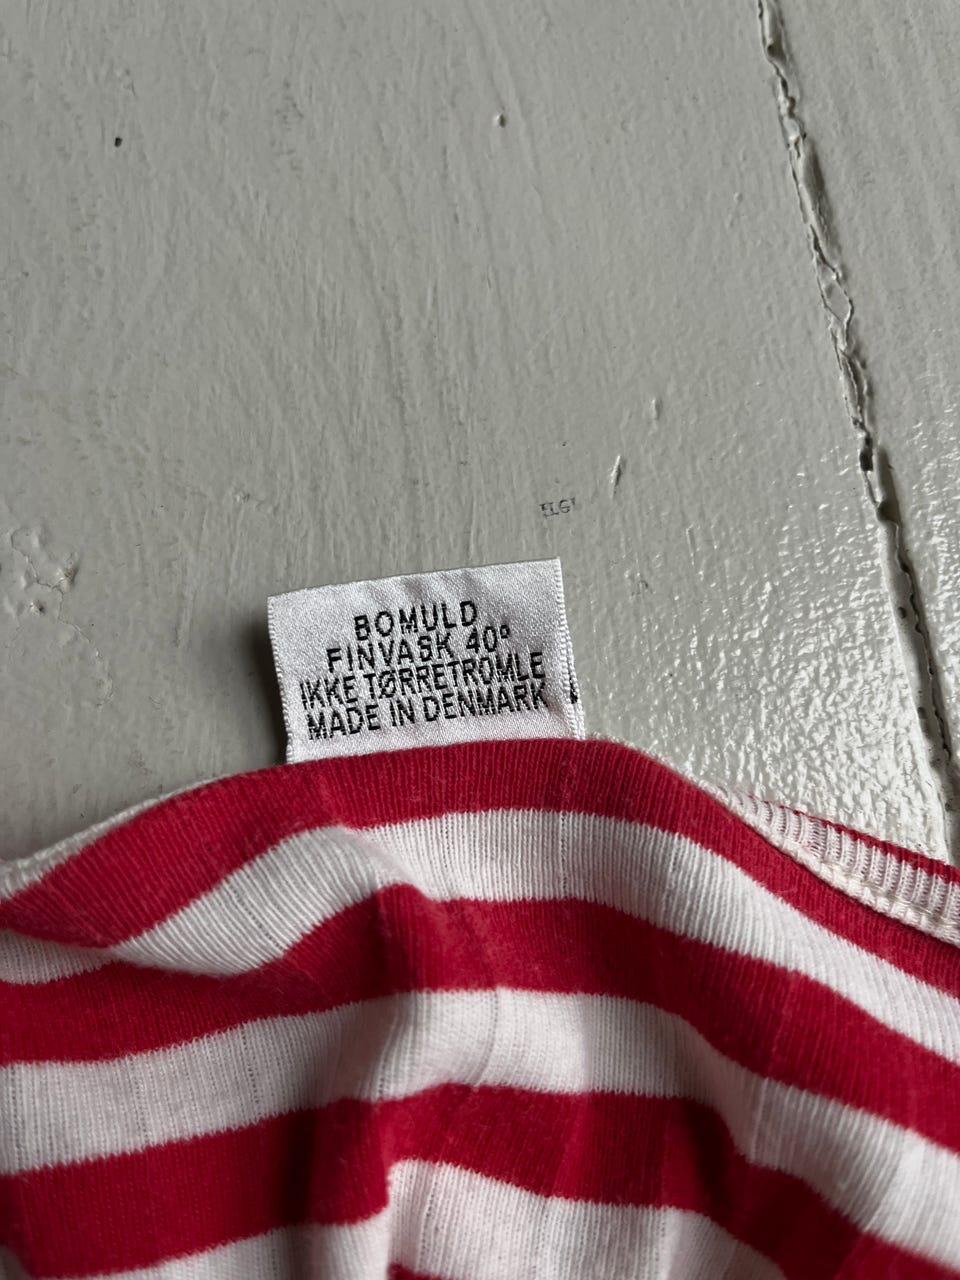 BOMULD
FINVASK 40°
IKKE TØRRETROMLE
MADE IN DENMARK